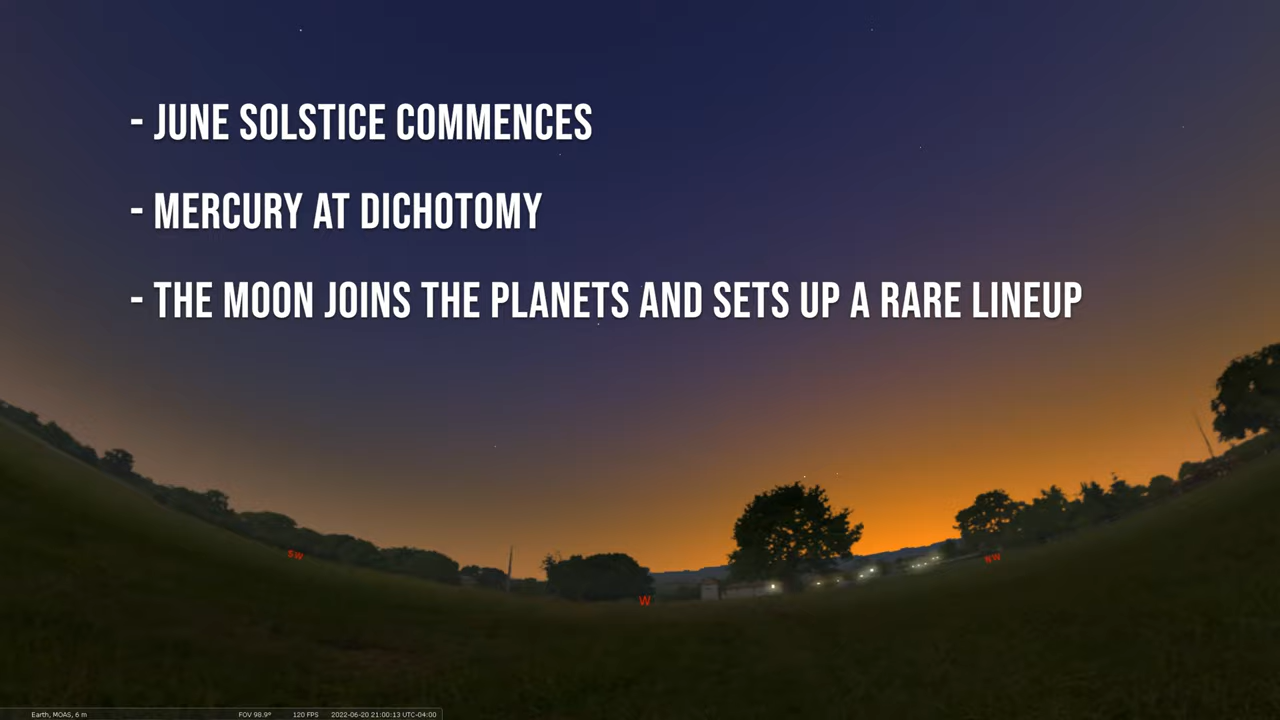 - JUNE SOLSTICE COMMENCES
- MERCURY AT DICHOTOMY
- THE MOON JOINS THE PLANETS AND SETS UP A RARE LINEUP
SW
W
NW
Earth, MOAS, 6 m FOV 98.9° 120 FPS 2022-06-20 21:00:13 UTC-04:00